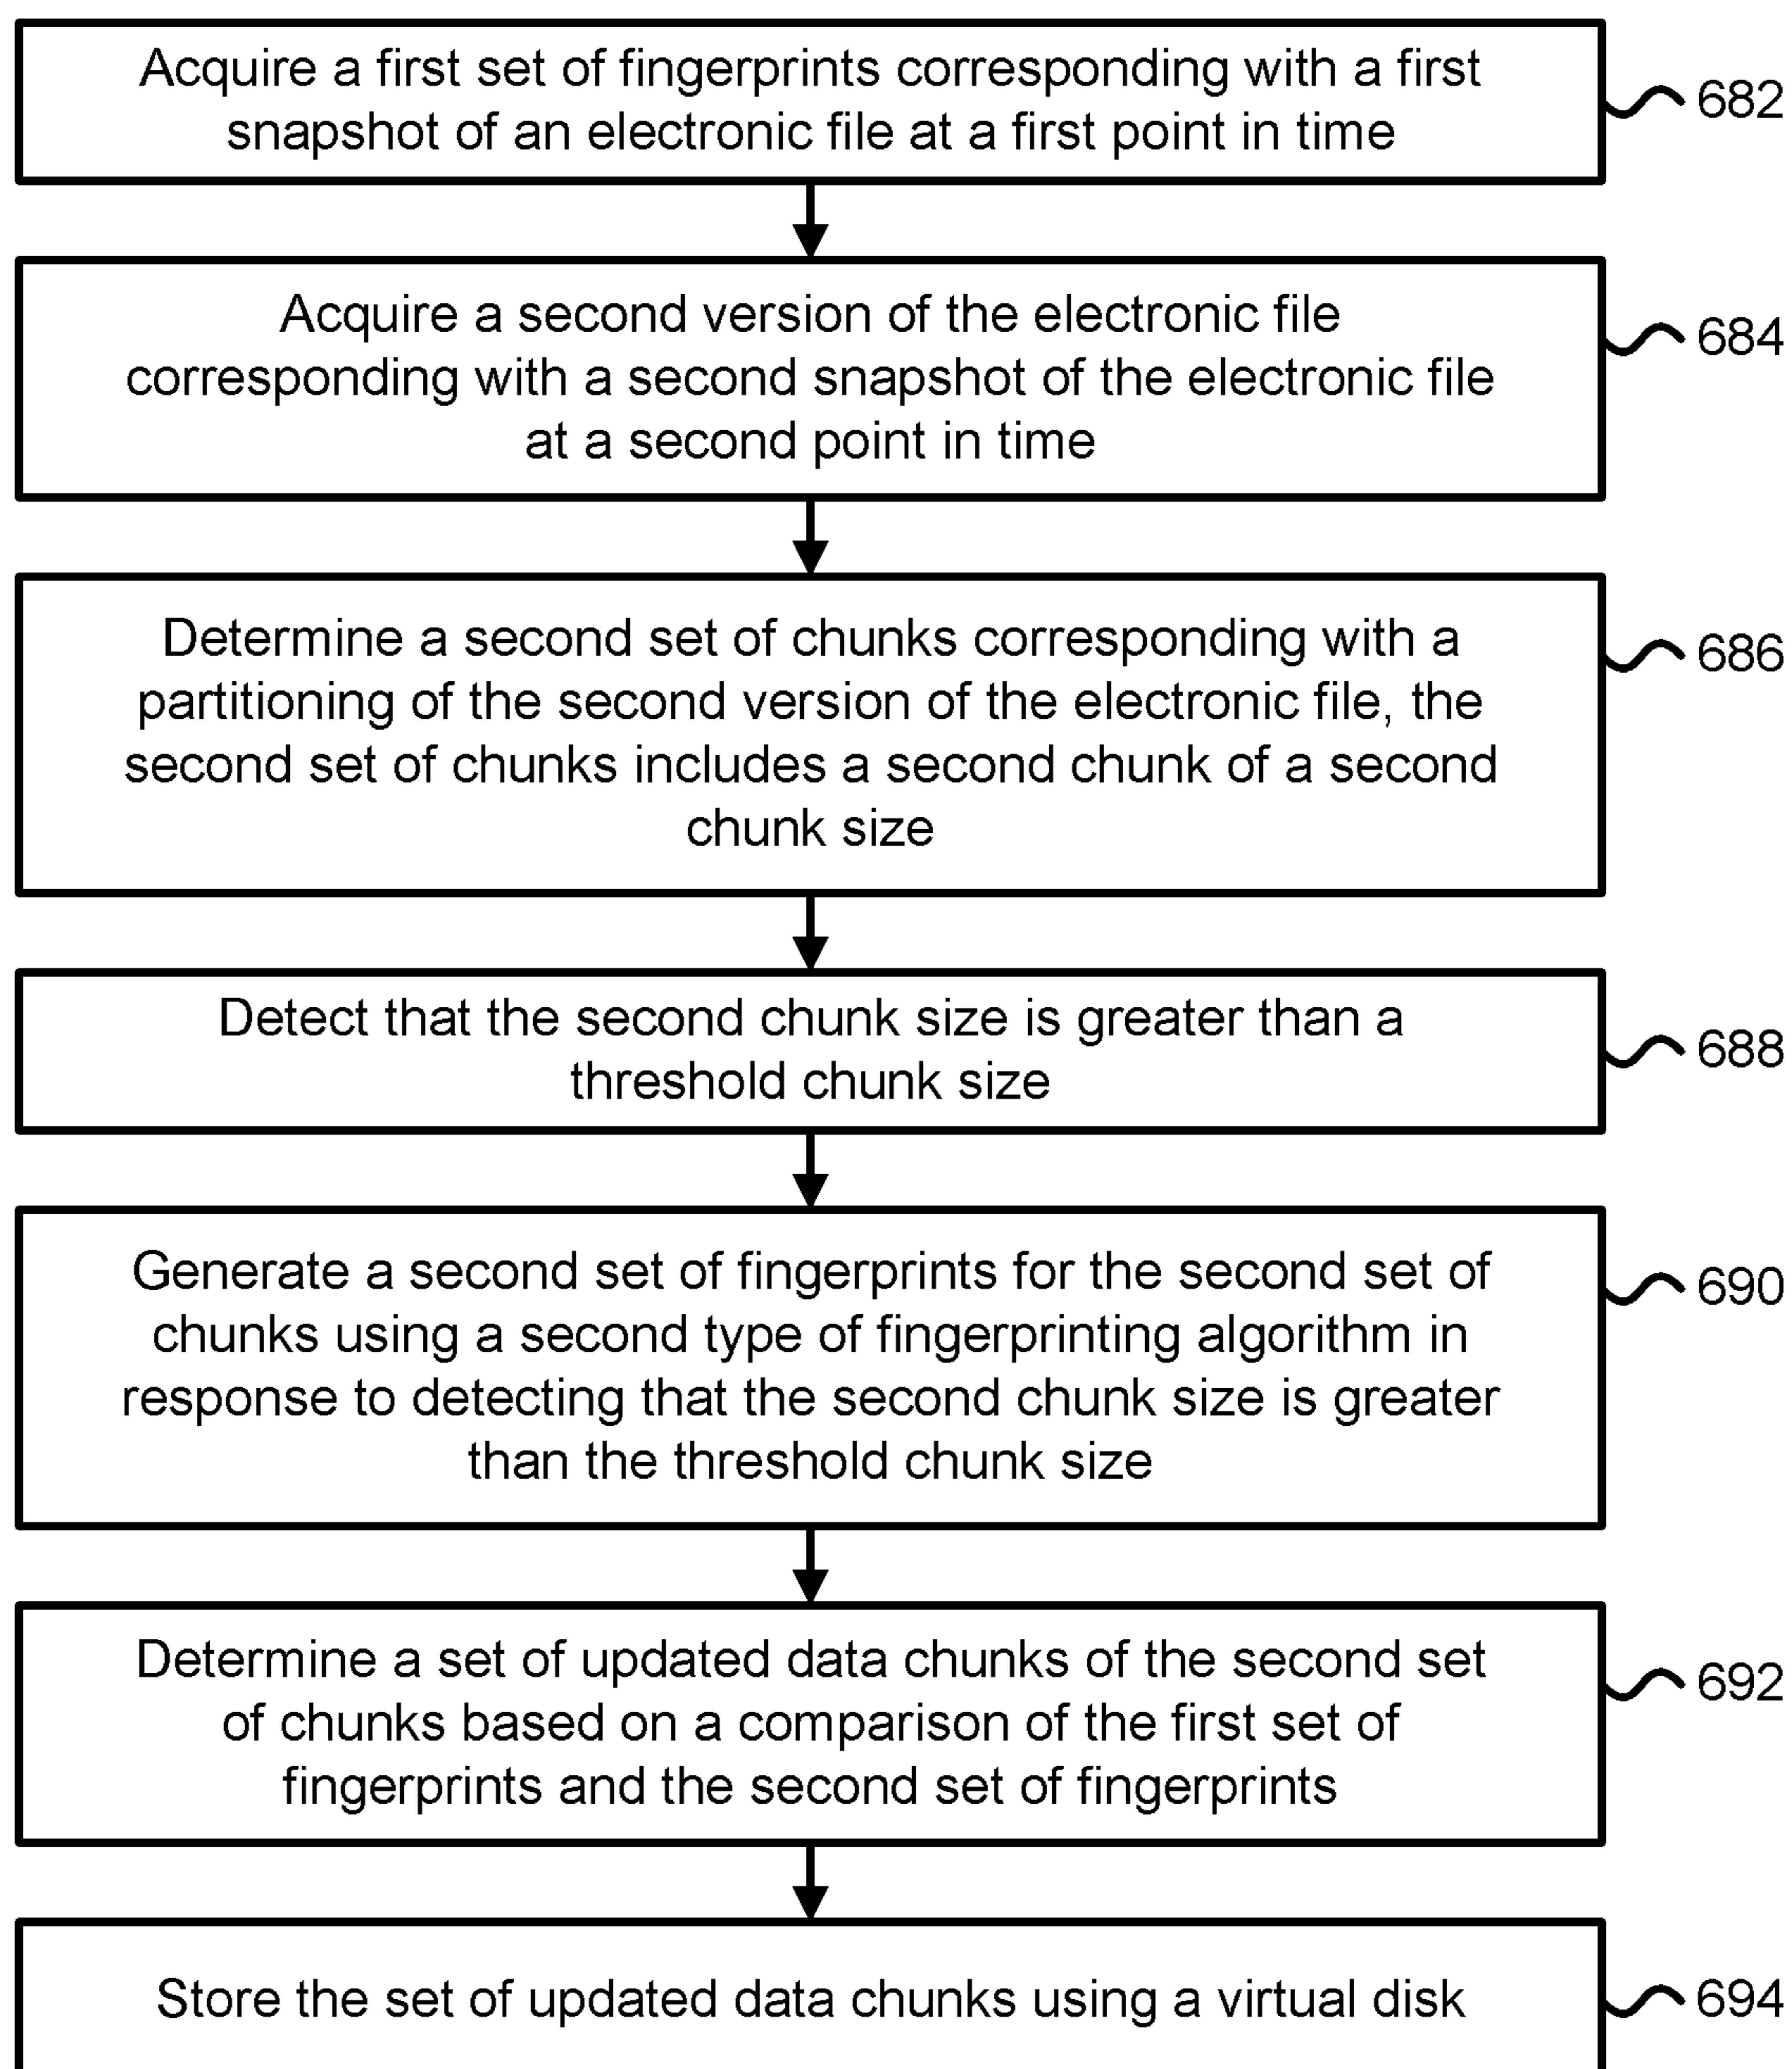 Acquire a first set of fingerprints corresponding with a first
snapshot of an electronic file at a first point in time
682
Acquire a second version of the electronic file
corresponding with a second snapshot of the electronic file
at a second point in time
684
Determine a second set of chunks corresponding with a
partitioning of the second version of the electronic file, the
second set of chunks includes a second chunk of a second
chunk size
686
Detect that the second chunk size is greater than a
threshold chunk size
688
Generate a second set of fingerprints for the second set of
chunks using a second type of fingerprinting algorithm in
response to detecting that the second chunk size is greater
than the threshold chunk size
690
Determine a set of updated data chunks of the second set
of chunks based on a comparison of the first set of
fingerprints and the second set of fingerprints
692
Store the set of updated data chunks using a virtual disk
694